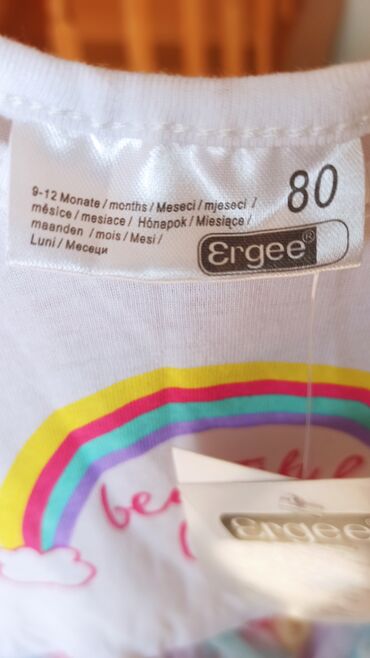 9-12 Monate / months / Meseci / mjeseci /
měsíce / mesiace / Hónapok / Miesiące /
maanden / mois / Mesi /
Luni / Месеци
80
Ergee®
Ergee